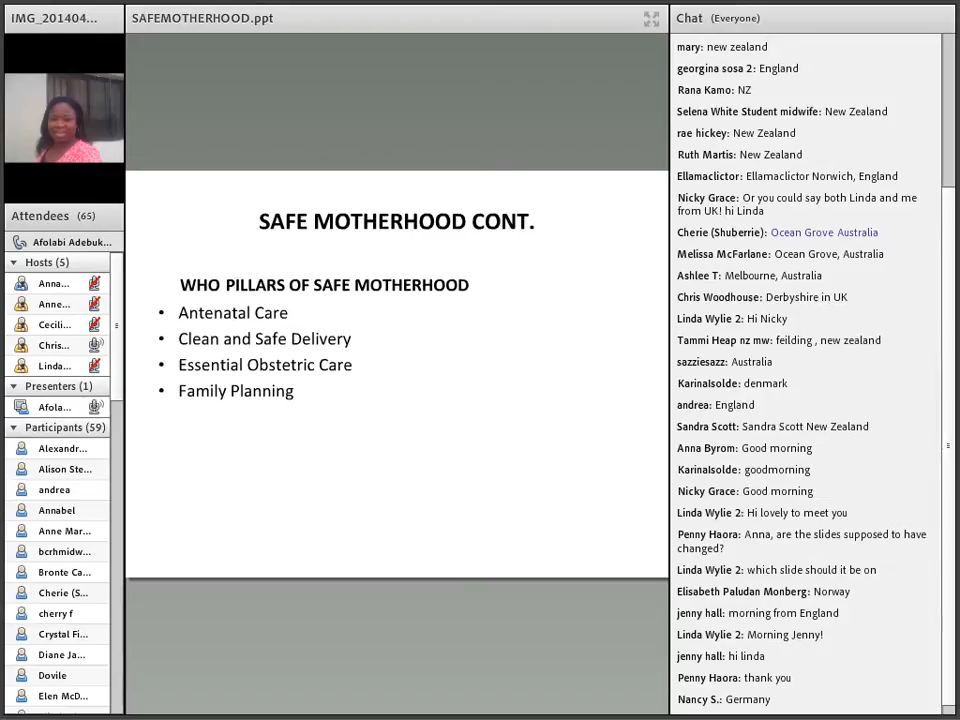 IMG_201404...
SAFEMOTHERHOOD.ppt
Chat (Everyone)
Attendees (65)
Afolabi Adebuk...
Hosts (5)
Anna...
Anne...
Cecili...
Chris...
Linda...
Presenters (1)
Afola...
Participants (59)
Alexandr...
Alison Ste...
andrea
Annabel
Anne Mar...
bcrhmidw...
Bronte Ca...
Cherie (S...
cherry f
Crystal Fi...
Diane Ja...
Dovile
Elen McD...
SAFE MOTHERHOOD CONT.
WHO PILLARS OF SAFE MOTHERHOOD
• Antenatal Care
• Clean and Safe Delivery
• Essential Obstetric Care
• Family Planning
mary: new zealand
georgina sosa 2: England
Rana Kamo: NZ
Selena White Student midwife: New Zealand
rae hickey: New Zealand
Ruth Martis: New Zealand
Ellamaclictor: Ellamaclictor Norwich, England
Nicky Grace: Or you could say both Linda and me
from UK! hi Linda
Cherie (Shuberrie): Ocean Grove Australia
Melissa McFarlane: Ocean Grove, Australia
Ashlee T: Melbourne, Australia
Chris Woodhouse: Derbyshire in UK
Linda Wylie 2: Hi Nicky
Tammi Heap nz mw: feilding , new zealand
sazziesazz: Australia
KarinaIsolde: denmark
andrea: England
Sandra Scott: Sandra Scott New Zealand
Anna Byrom: Good morning
KarinaIsolde: goodmorning
Nicky Grace: Good morning
Linda Wylie 2: Hi lovely to meet you
Penny Haora: Anna, are the slides supposed to have
changed?
Linda Wylie 2: which slide should it be on
Elisabeth Paludan Monberg: Norway
jenny hall: morning from England
Linda Wylie 2: Morning Jenny!
jenny hall: hi linda
Penny Haora: thank you
Nancy S.: Germany